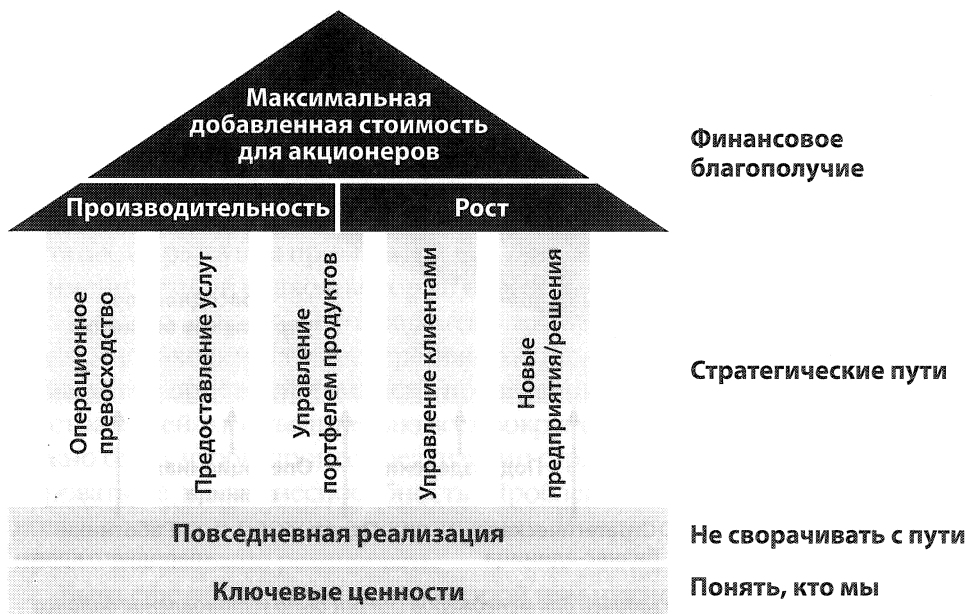 Максимальная
добавленная стоимость
для акционеров
Финансовое
благополучие
Производительность
Рост
Операционное
превосходство
Предоставление услуг
Управление
портфелем продуктов
Управление клиентами
Новые
предприятия/решения
Стратегические пути
Повседневная реализация
Не сворачивать с пути
Ключевые ценности
Понять, кто мы